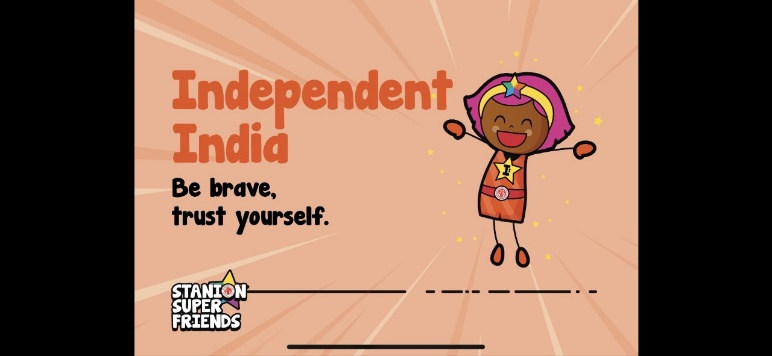 Independent
India
Be brave,
trust yourself.
I
STANION
SUPER
FRIENDS